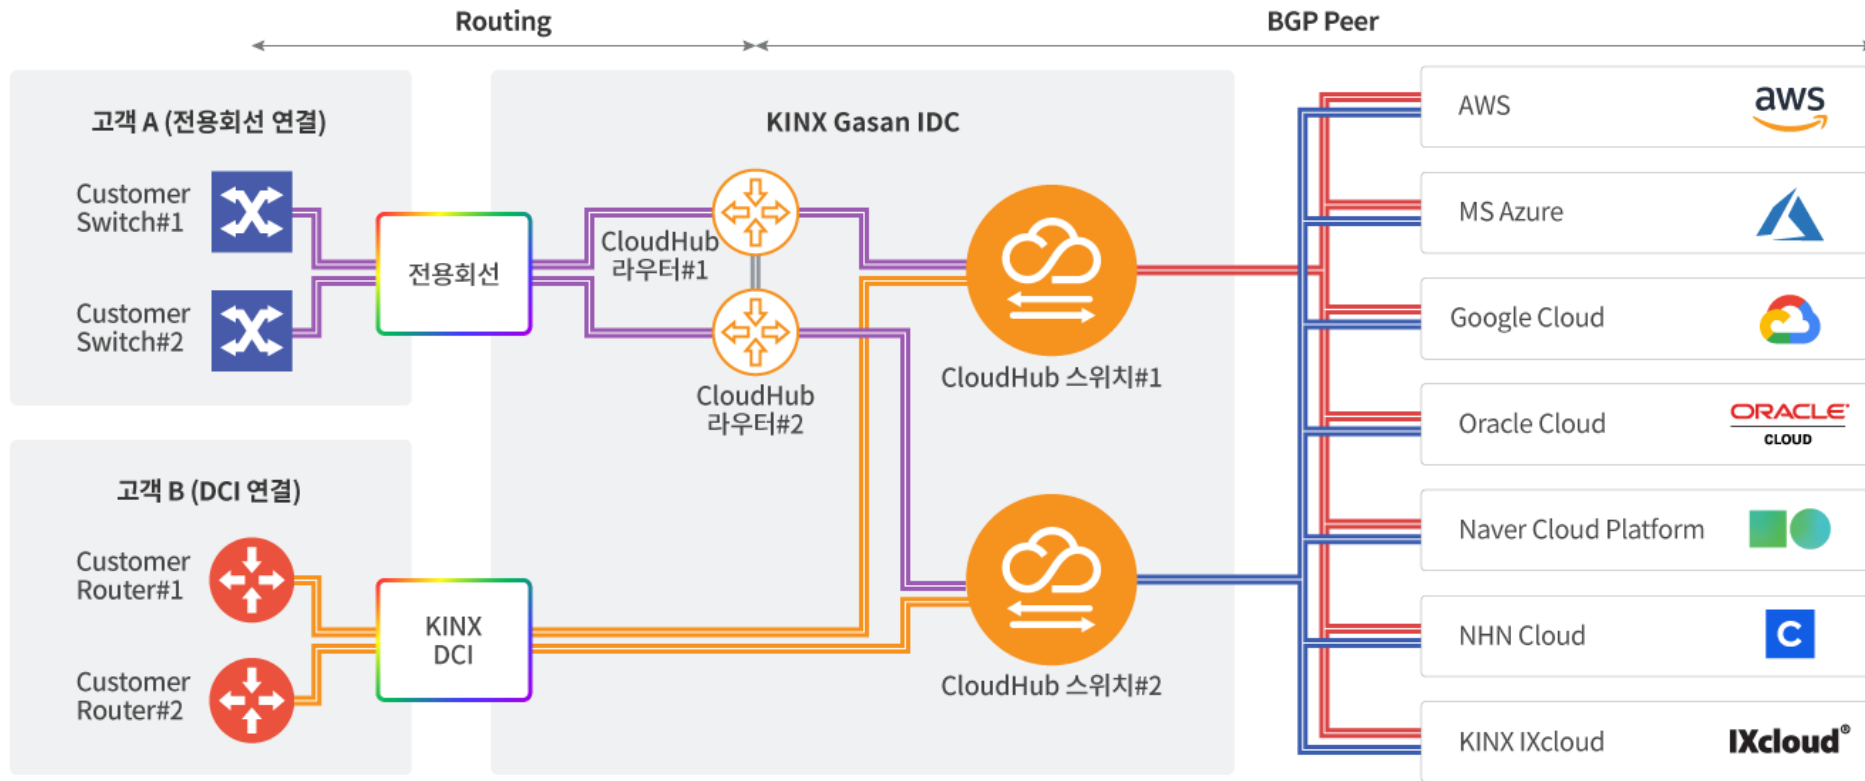 Routing
BGP Peer
고객 A (전용회선 연결)
Customer
Switch#1
Customer
Switch#2
전용회선
고객 B (DCI 연결)
Customer
Router#1
Customer
Router#2
KINX
DCI
KINX Gasan IDC
CloudHub
라우터#1
CloudHub
라우터#2
CloudHub 스위치#1
CloudHub 스위치#2
AWS
aws
MS Azure
Google Cloud
Oracle Cloud
ORACLE
CLOUD
Naver Cloud Platform
NHN Cloud
C
KINX IXcloud
IXcloud®